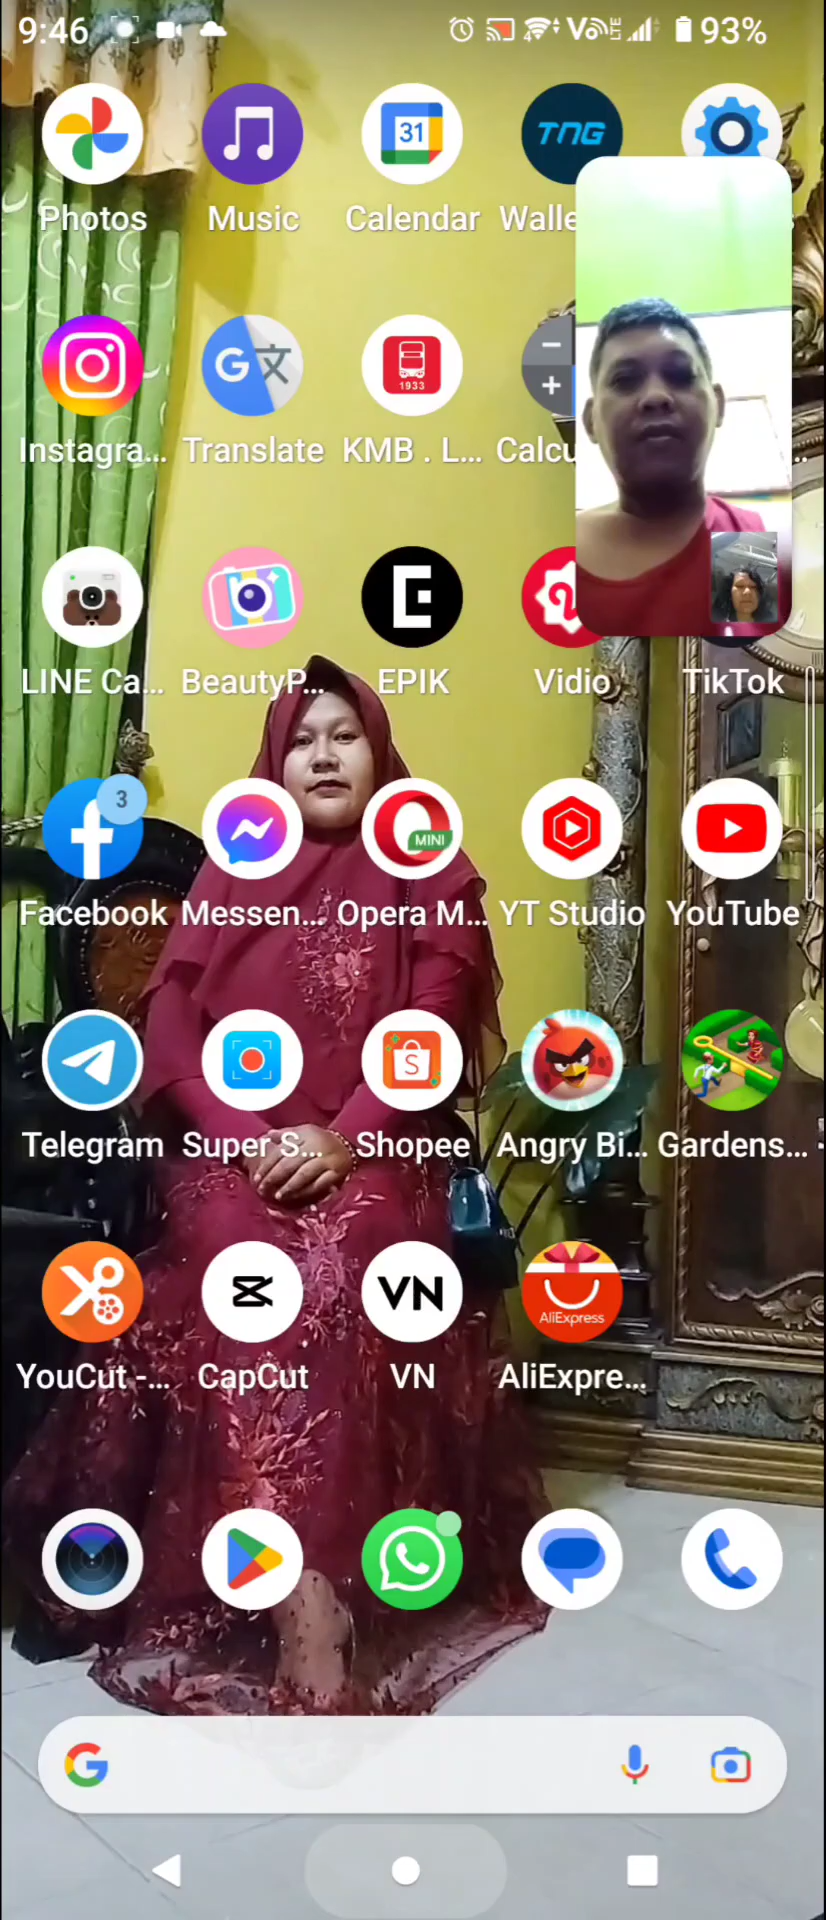 9:46 4 VoLTE 93%
31 TNG
Photos Music Calendar Walle s
1933
Instagra... Translate KMB . L... Calcu ..
LINE Ca... BeautyP... EPIK Vidio TikTok
3
MINI
Facebook Messen... Opera M... YT Studio YouTube
Telegram Super S... Shopee Angry Bi... Gardens...
VN AliExpress
YouCut -... CapCut VN AliExpre...